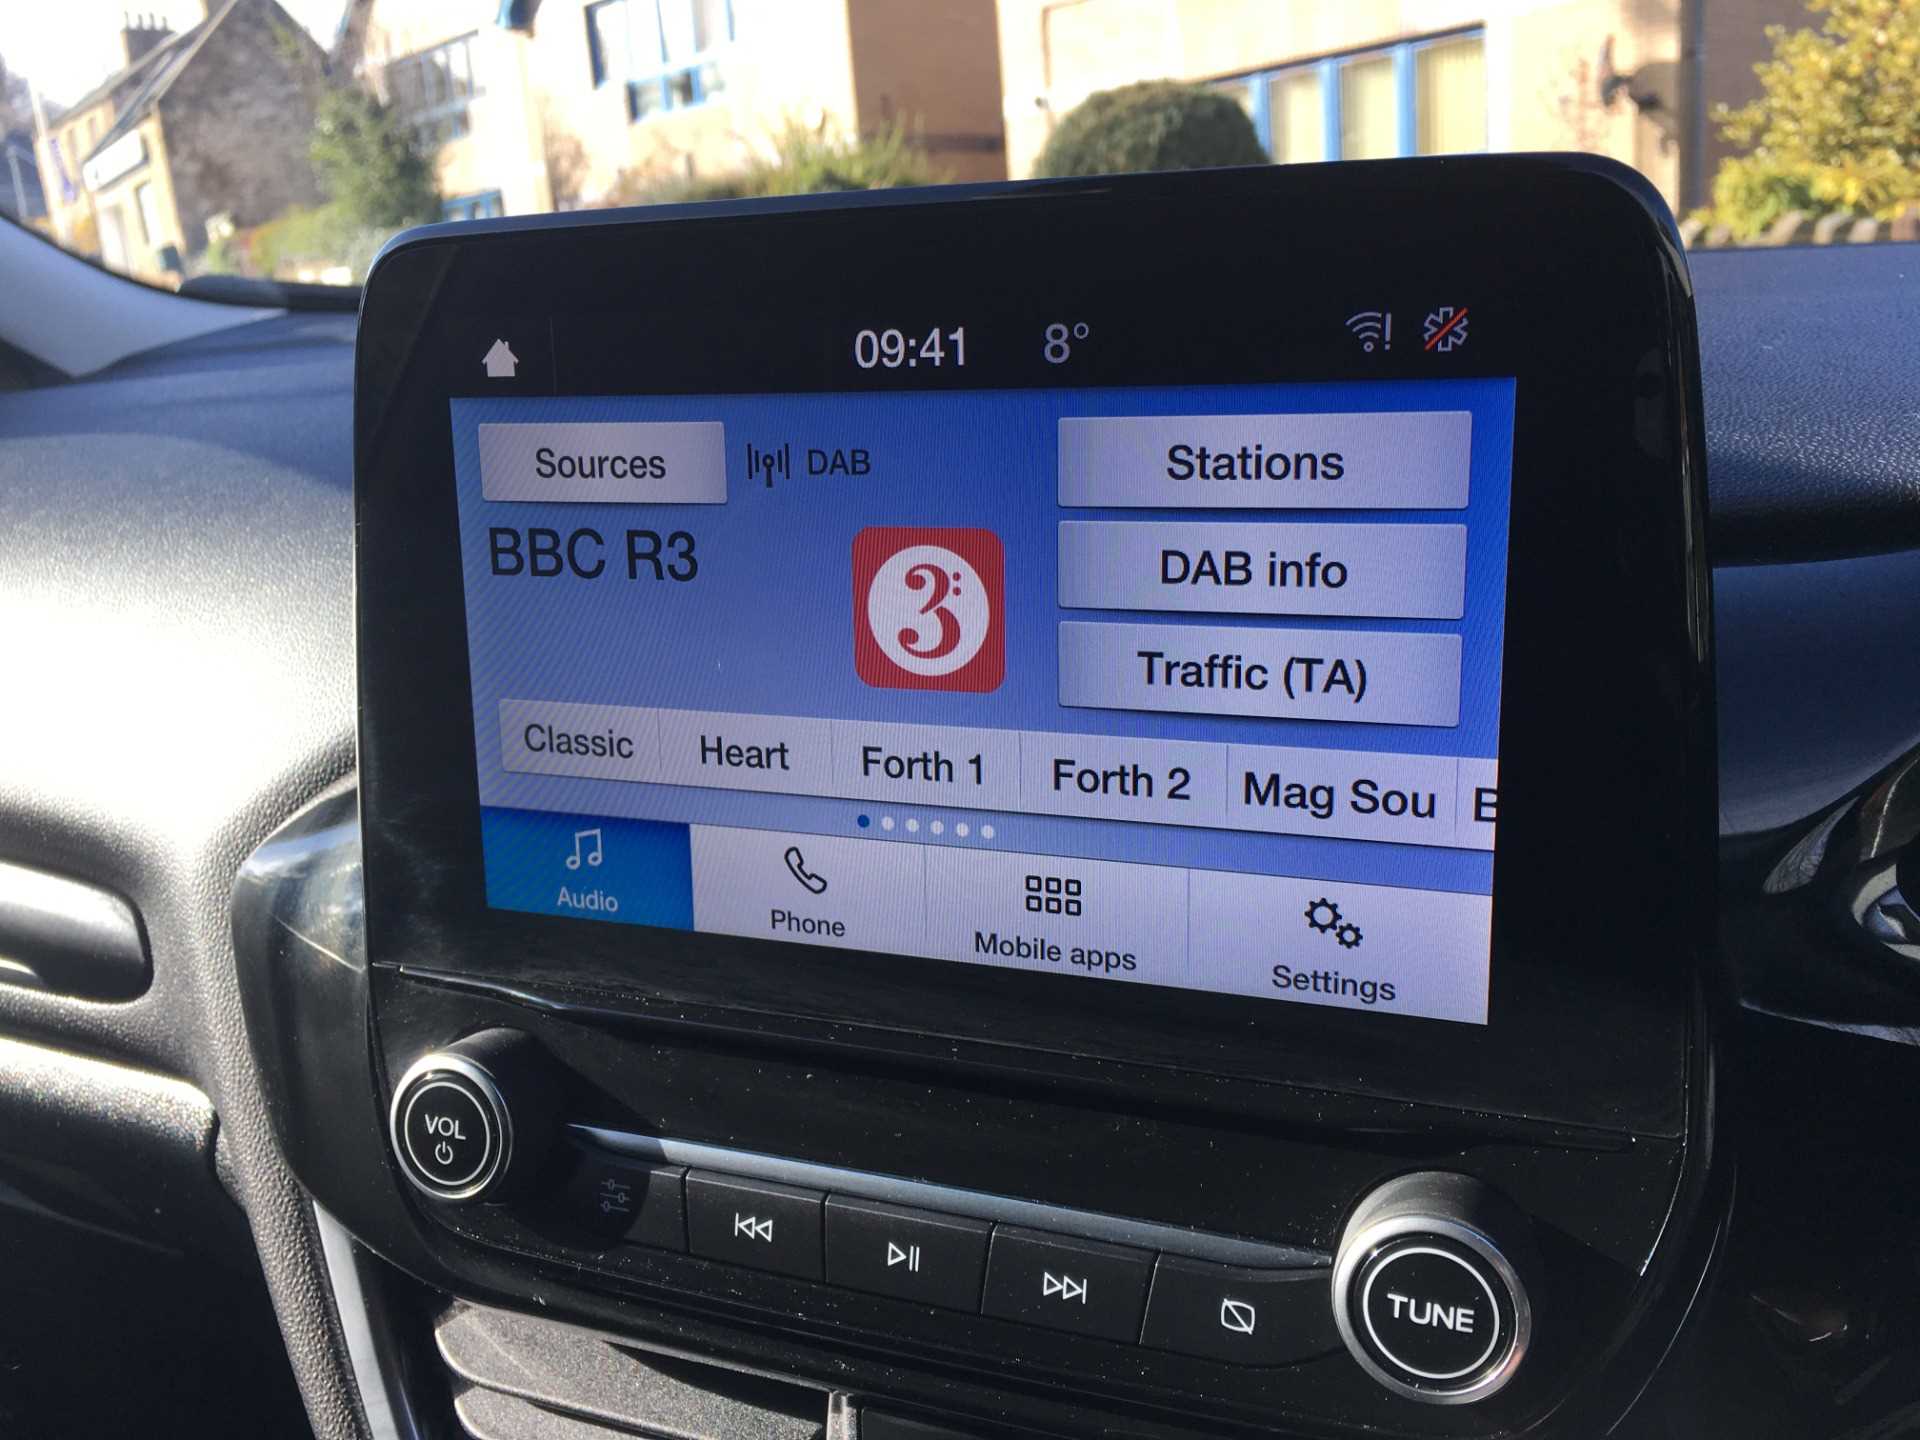 09:41 8°
Sources DAB Stations
BBC R3
3:
DAB info
Traffic (TA)
Classic Heart Forth 1 Forth 2 Mag Sou
Audio Phone Mobile apps Settings
VOL
TUNE